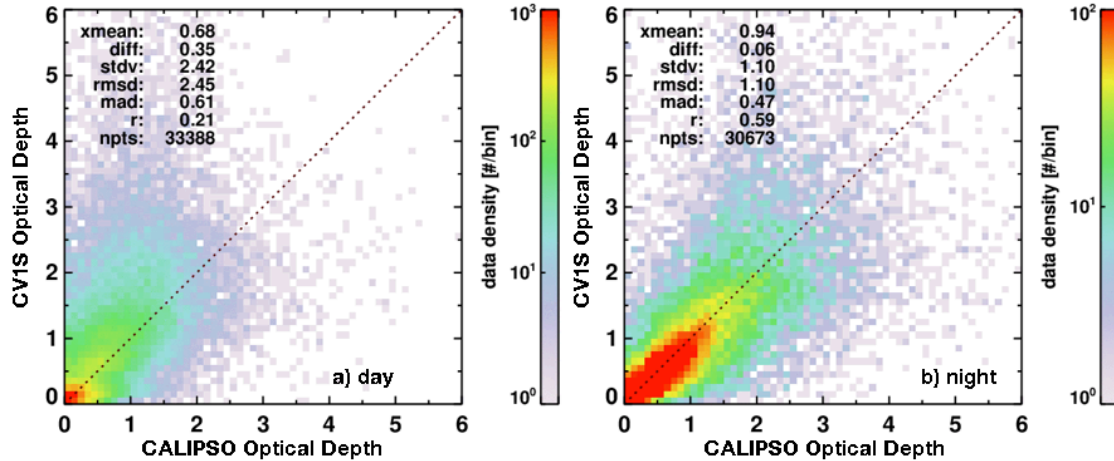 xmean: 0.68
diff: 0.35
stdv: 2.42
rmsd: 2.45
mad: 0.61
r: 0.21
npts: 33388
a) day
6
5
4
3
2
1
0
CV1S Optical Depth
0 1 2 3 4 5 6
CALIPSO Optical Depth
10³
10²
10¹
10⁰
data density [#/bin]
xmean: 0.94
diff: 0.06
stdv: 1.10
rmsd: 1.10
mad: 0.47
r: 0.59
npts: 30673
b) night
6
5
4
3
2
1
0
CV1S Optical Depth
0 1 2 3 4 5 6
CALIPSO Optical Depth
10²
10¹
10⁰
data density [#/bin]